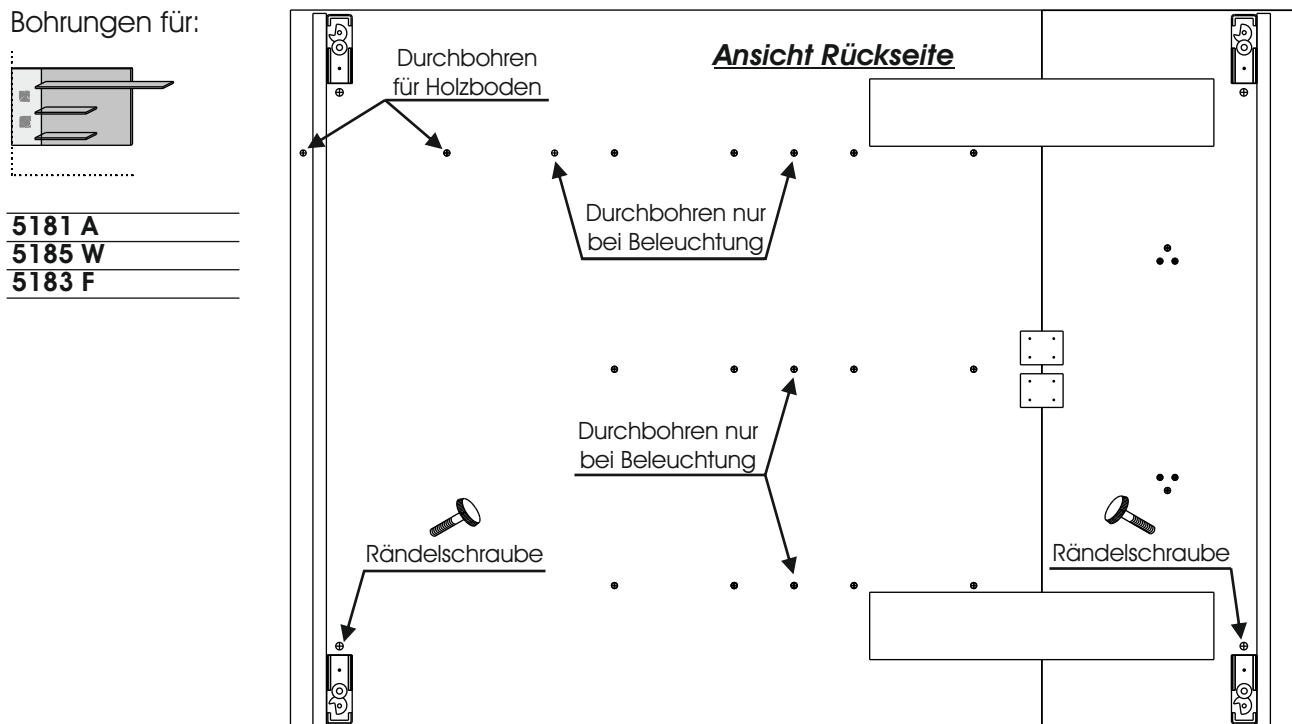 Bohrungen für:
5181 A
5185 W
5183 F
Ansicht Rückseite
Durchbohren
für Holzboden
Durchbohren nur
bei Beleuchtung
Durchbohren nur
bei Beleuchtung
Rändelschraube
Rändelschraube